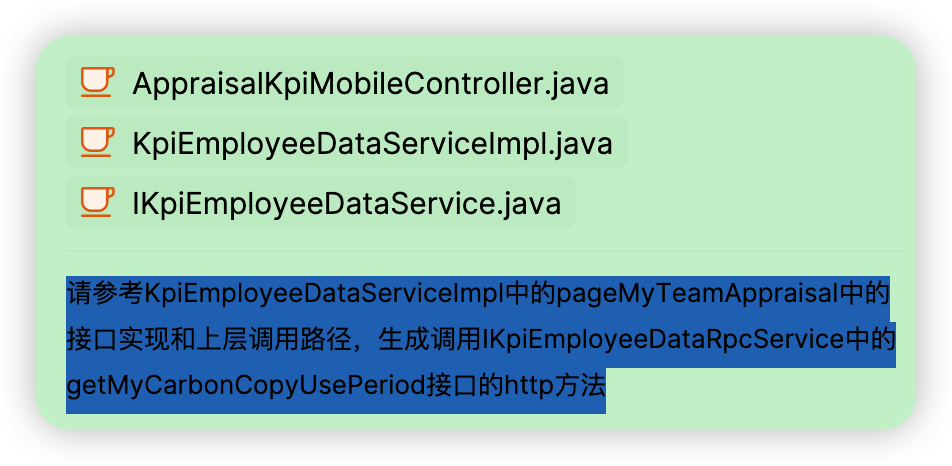 AppraisalKpiMobileController.java
KpiEmployeeDataServiceImpl.java
IKpiEmployeeDataService.java
请参考KpiEmployeeDataServiceImpl中的pageMyTeamAppraisal中的
接口实现和上层调用路径，生成调用IKpiEmployeeDataRpcService中的
getMyCarbonCopyUsePeriod接口的http方法